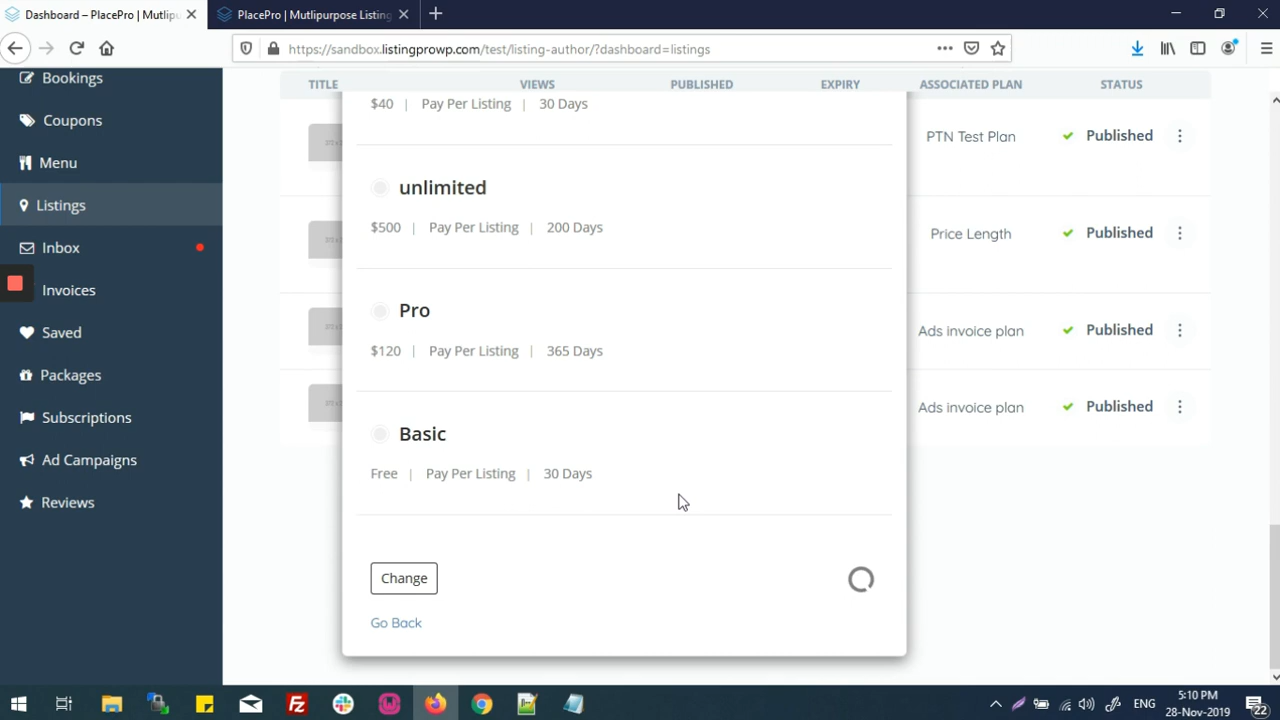 Dashboard – PlacePro | Mutlipu
PlacePro | Mutlipurpose Listing
https://sandbox.listingprowp.com/test/listing-author/?dashboard=listings
Bookings
Coupons
Menu
Listings
Inbox
Invoices
Saved
Packages
Subscriptions
Ad Campaigns
Reviews
TITLE VIEWS PUBLISHED EXPIRY ASSOCIATED PLAN STATUS
PTN Test Plan Published
Price Length Published
Ads invoice plan Published
Ads invoice plan Published
$40 | Pay Per Listing | 30 Days
unlimited
$500 | Pay Per Listing | 200 Days
Pro
$120 | Pay Per Listing | 365 Days
Basic
Free | Pay Per Listing | 30 Days
Change
Go Back
ENG
5:10 PM
28-Nov-2019
22